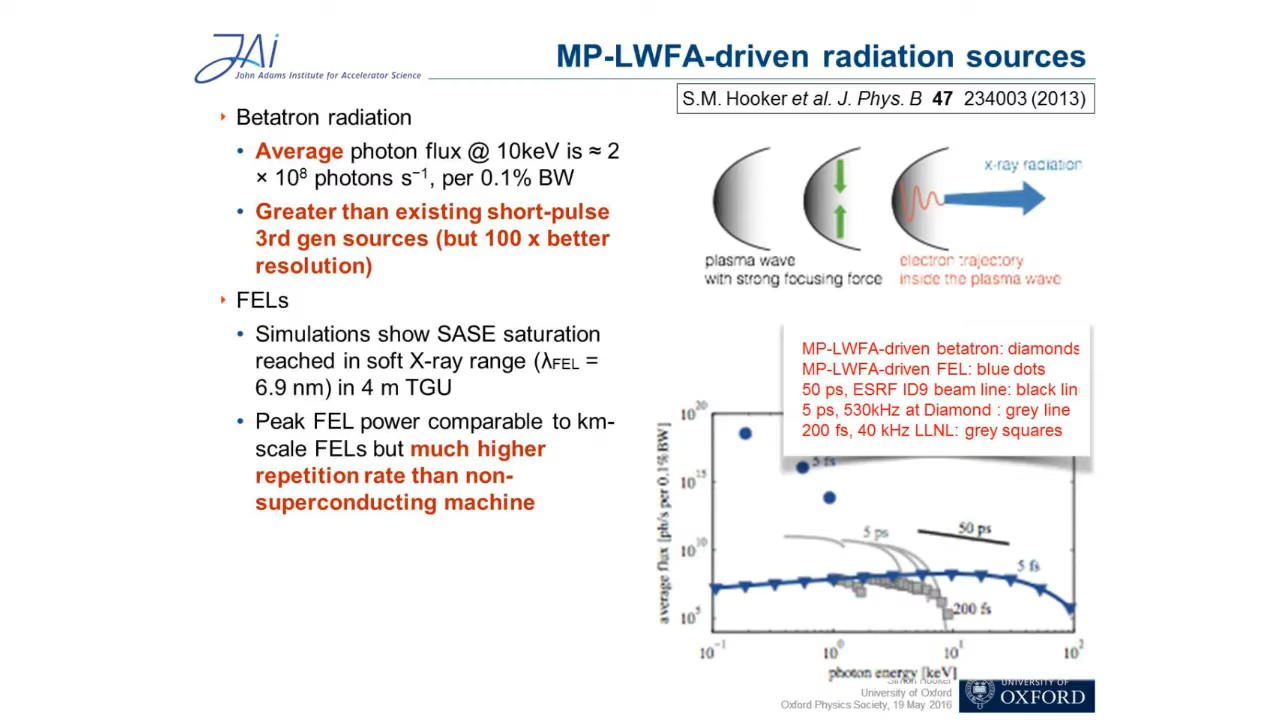 JAi
John Adams Institute for Accelerator Science
MP-LWFA-driven radiation sources
S.M. Hooker et al. J. Phys. B 47 234003 (2013)
‣ Betatron radiation
• Average photon flux @ 10keV is ≈ 2
× 10⁸ photons s⁻¹, per 0.1% BW
• Greater than existing short-pulse
3rd gen sources (but 100 x better
resolution)
‣ FELs
• Simulations show SASE saturation
reached in soft X-ray range (λFEL =
6.9 nm) in 4 m TGU
• Peak FEL power comparable to km-
scale FELs but much higher
repetition rate than non-
superconducting machine
x-ray radiation
plasma wave
with strong focusing force
electron trajectory
inside the plasma wave
MP-LWFA-driven betatron: diamonds
MP-LWFA-driven FEL: blue dots
50 ps, ESRF ID9 beam line: black lin
5 ps, 530kHz at Diamond : grey line
200 fs, 40 kHz LLNL: grey squares
average flux [ph/s per 0.1%BW]
10²⁰
10¹⁵
10¹⁰
10⁵
5 fs
5 ps
50 ps
5 fs
200 fs
10⁻¹
10⁰
10¹
10²
photon energy [keV]
Simon Hooker
University of Oxford
Oxford Physics Society, 19 May 2016
UNIVERSITY OF
OXFORD